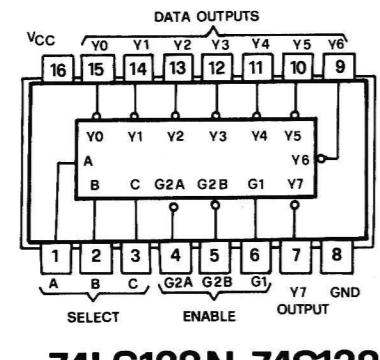 DATA OUTPUTS
VCC Y0 Y1 Y2 Y3 Y4 Y5 Y6
16 15 14 13 12 11 10 9
Y0 Y1 Y2 Y3 Y4 Y5
A Y6
B C G2A G2B G1 Y7
1 2 3 4 5 6 7 8
A B C G2A G2B G1 Y7 GND
SELECT ENABLE OUTPUT